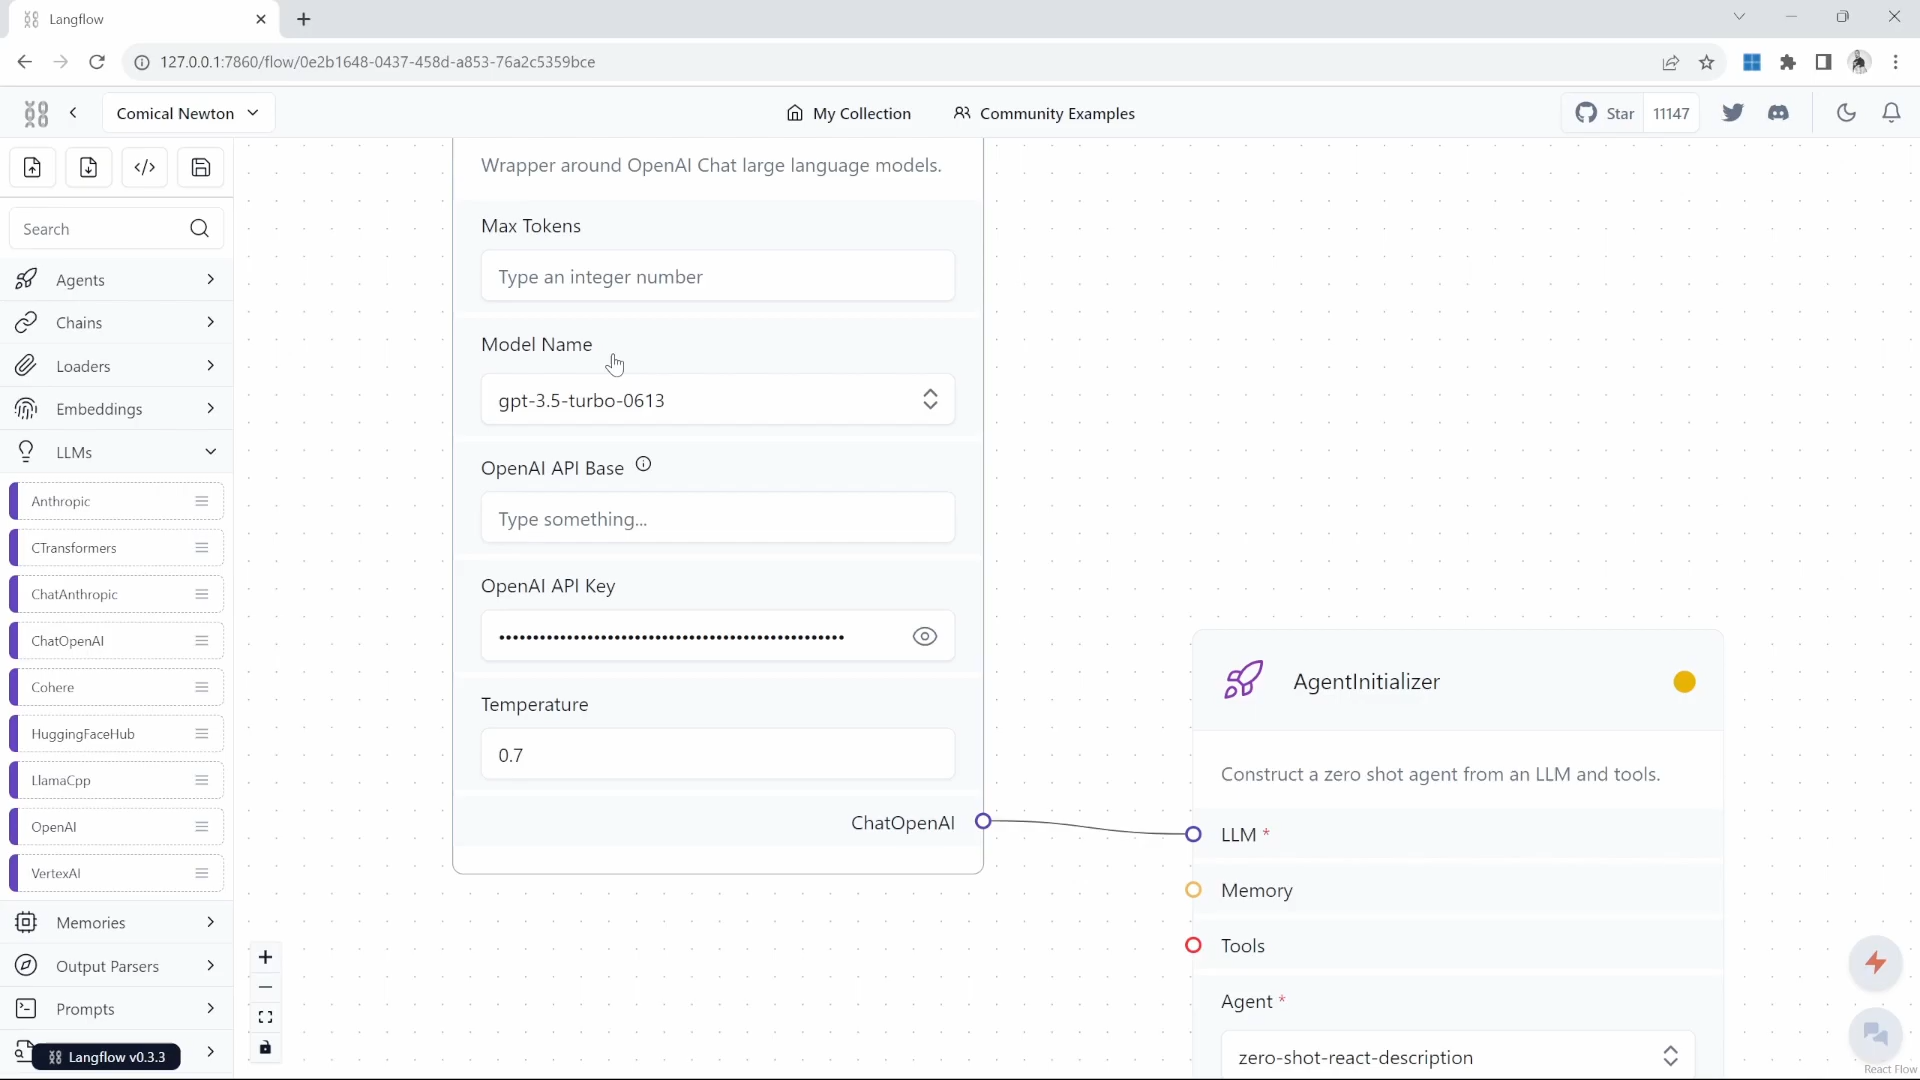 Langflow
127.0.0.1:7860/flow/0e2b1648-0437-458d-a853-76a2c5359bce
Comical Newton
My Collection
Community Examples
Star 11147
Search
Agents
Chains
Loaders
Embeddings
LLMs
Anthropic
CTransformers
ChatAnthropic
ChatOpenAI
Cohere
HuggingFaceHub
LlamaCpp
OpenAI
VertexAI
Memories
Output Parsers
Prompts
Langflow v0.3.3
Wrapper around OpenAI Chat large language models.
Max Tokens
Type an integer number
Model Name
gpt-3.5-turbo-0613
OpenAI API Base
Type something...
OpenAI API Key
Temperature
0.7
ChatOpenAI
AgentInitializer
Construct a zero shot agent from an LLM and tools.
LLM *
Memory
Tools
Agent *
zero-shot-react-description
React Flow